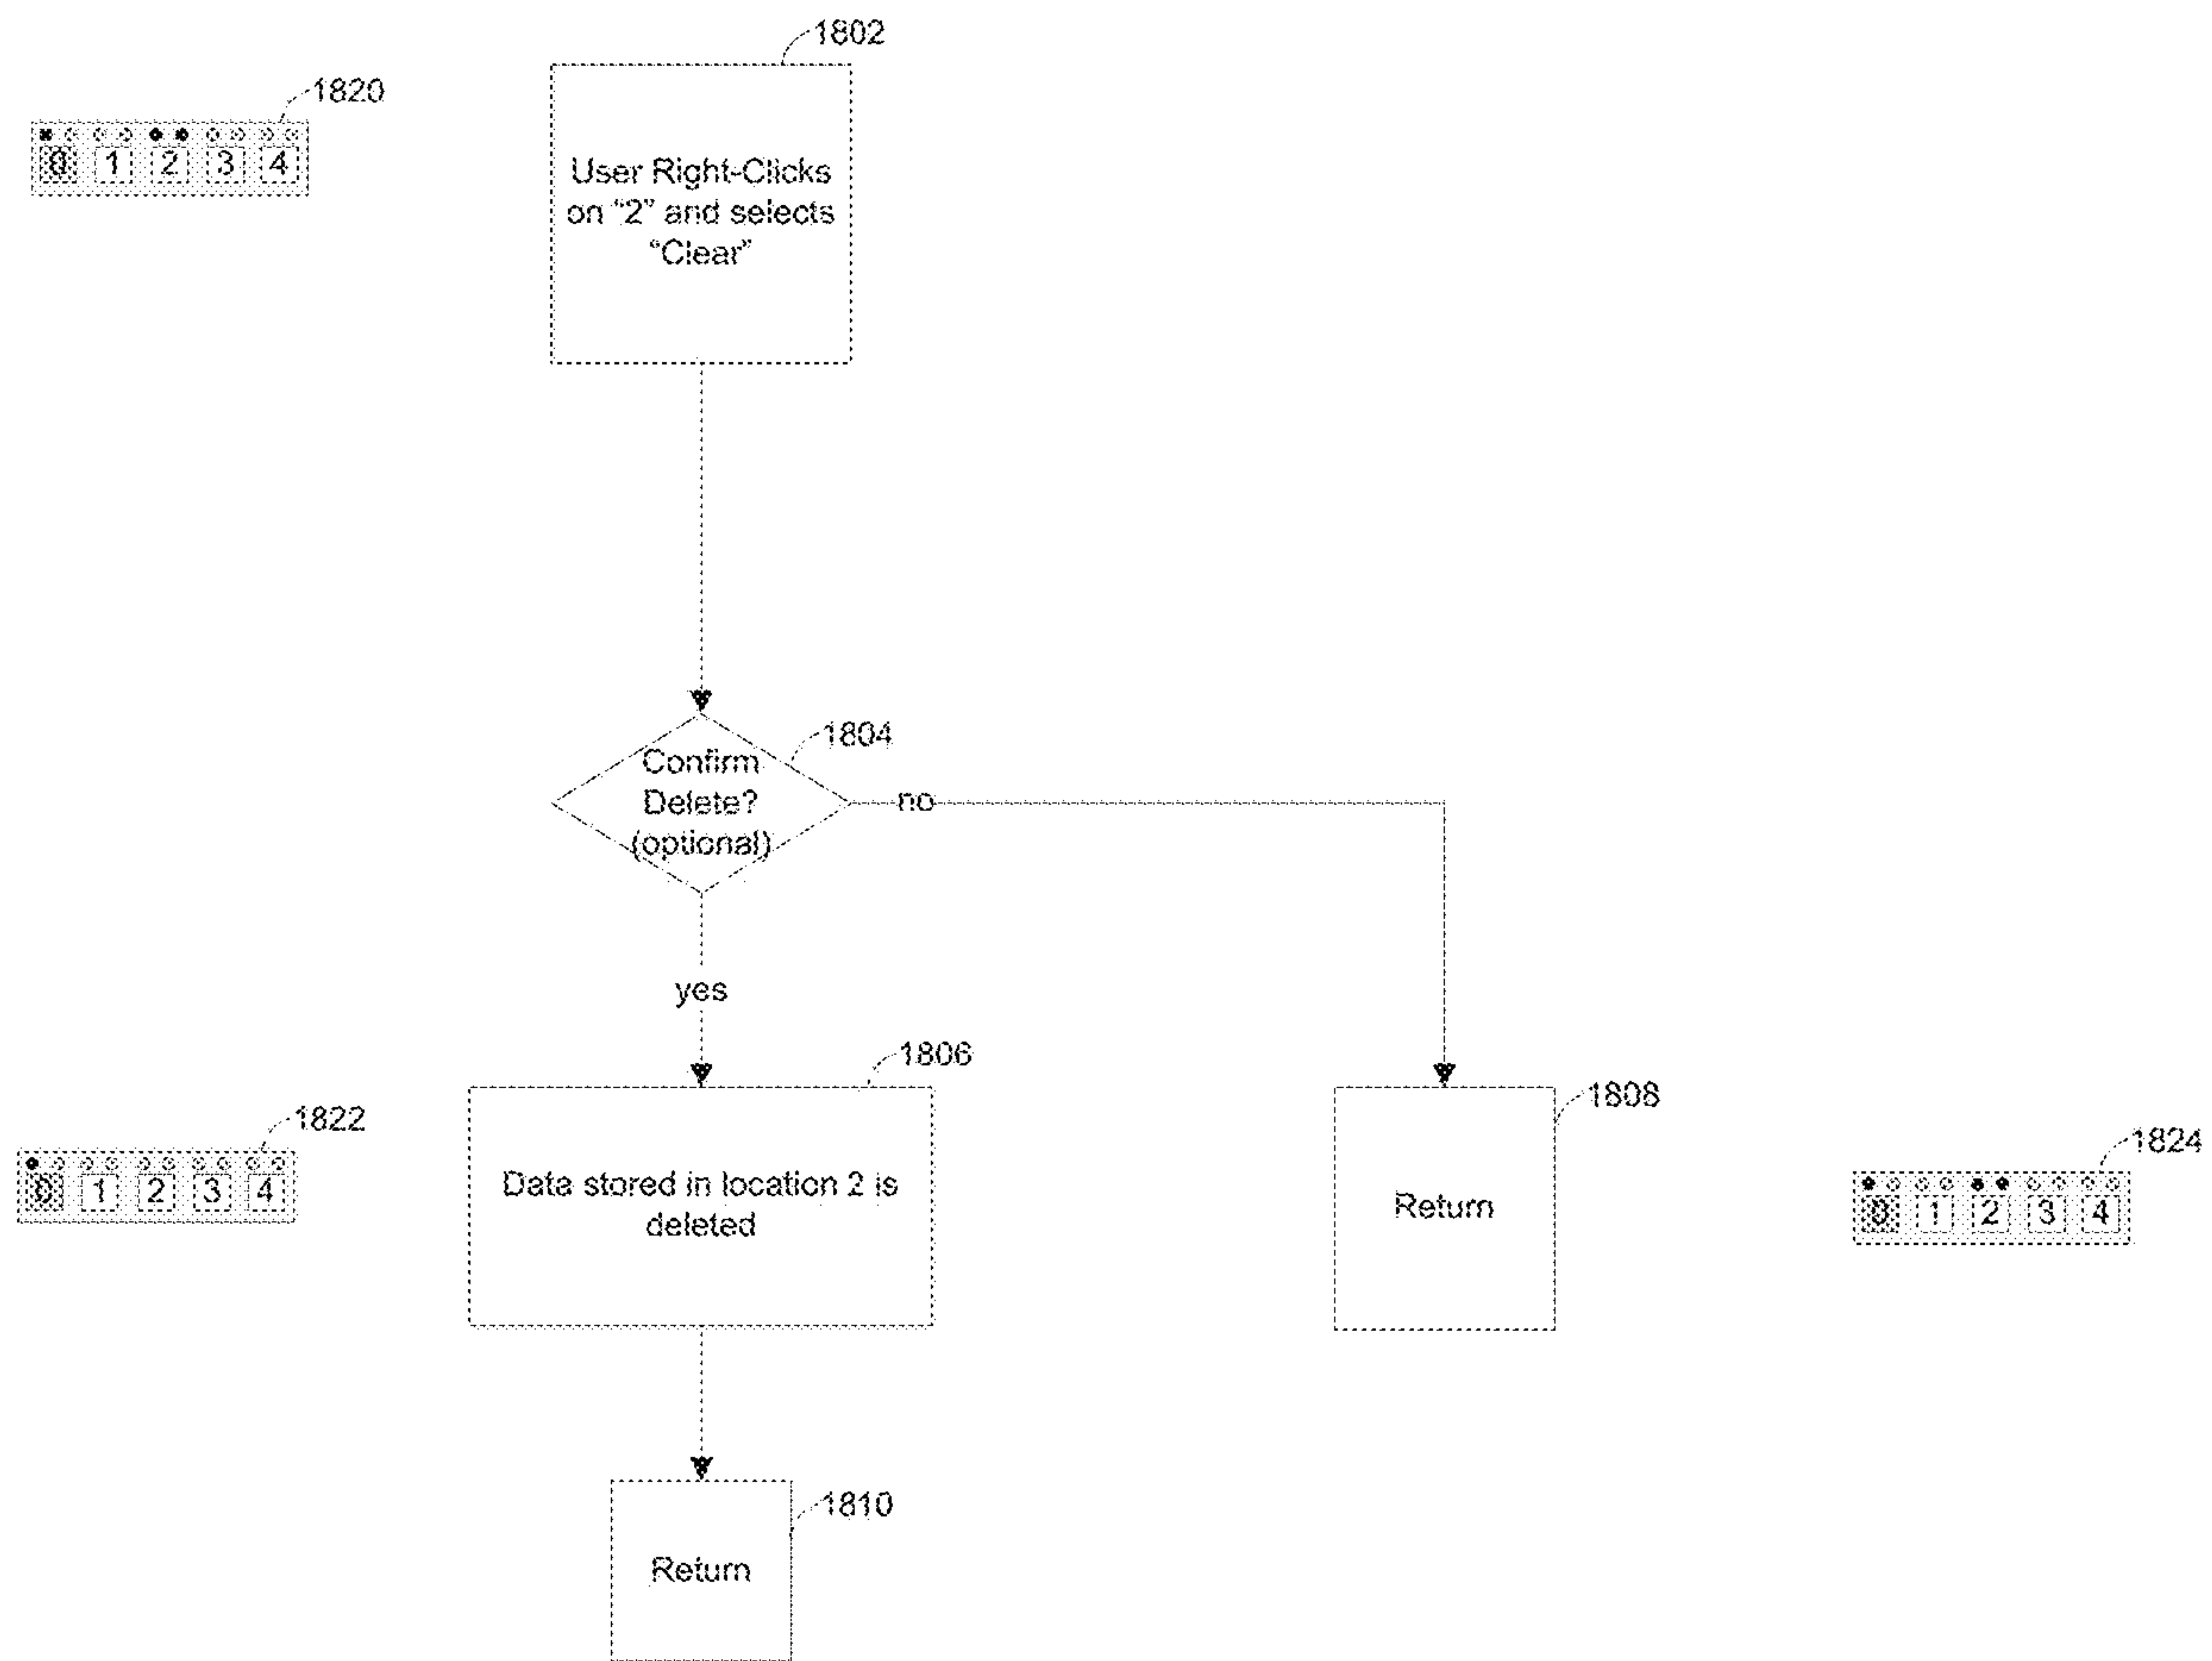 1802
1820
0 1 2 3 4
User Right-Clicks
on “2” and selects
“Clear”
1804
Confirm
Delete?
(optional)
no
yes
1806
1822
0 1 2 3 4
Data stored in location 2 is
deleted
1808
Return
1824
0 1 2 3 4
1810
Return